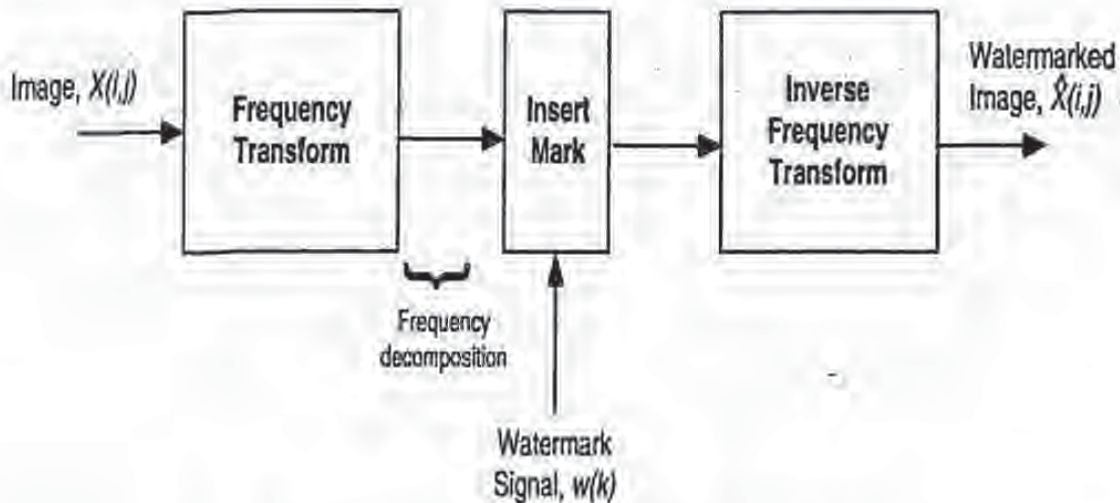 Image, X(i,j)
Frequency
Transform
Insert
Mark
Inverse
Frequency
Transform
Watermarked
Image, X̂(i,j)
Frequency
decomposition
Watermark
Signal, w(k)